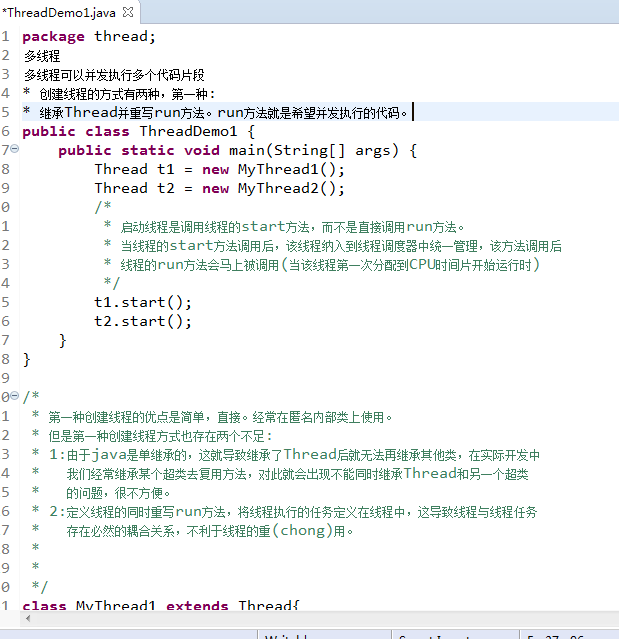 *ThreadDemo1.java
1 package thread;
2 多线程
3 多线程可以并发执行多个代码片段
4 * 创建线程的方式有两种，第一种：
5 * 继承Thread并重写run方法。run方法就是希望并发执行的代码。
6 public class ThreadDemo1 {
7 public static void main(String[] args) {
8 Thread t1 = new MyThread1();
9 Thread t2 = new MyThread2();
0 /*
1 * 启动线程是调用线程的start方法，而不是直接调用run方法。
2 * 当线程的start方法调用后，该线程纳入到线程调度器中统一管理，该方法调用后
3 * 线程的run方法会马上被调用(当该线程第一次分配到CPU时间片开始运行时)
4 */
5 t1.start();
6 t2.start();
7 }
8 }
9
0 /*
1 * 第一种创建线程的优点是简单，直接。经常在匿名内部类上使用。
2 * 但是第一种创建线程方式也存在两个不足：
3 * 1:由于java是单继承的，这就导致继承了Thread后就无法再继承其他类，在实际开发中
4 * 我们经常继承某个超类去复用方法，对此就会出现不能同时继承Thread和另一个超类
5 * 的问题，很不方便。
6 * 2:定义线程的同时重写run方法，将线程执行的任务定义在线程中，这导致线程与线程任务
7 * 存在必然的耦合关系，不利于线程的重(chong)用。
8 *
9 *
0 */
1 class MyThread1 extends Thread{